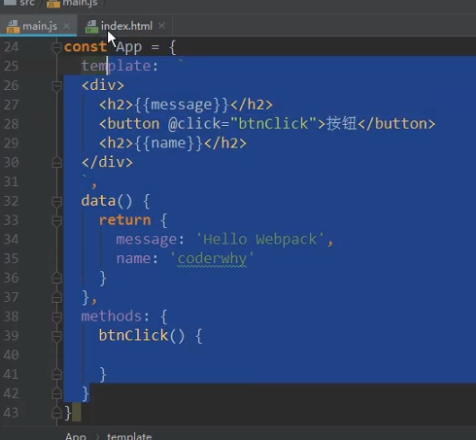 src main.js
main.js × index.html ×
24 const App = {
25 template: `
26 <div>
27 <h2>{{message}}</h2>
28 <button @click="btnClick">按钮</button>
29 <h2>{{name}}</h2>
30 </div>
31 `,
32 data() {
33 return {
34 message: 'Hello Webpack',
35 name: 'coderwhy'
36 }
37 },
38 methods: {
39 btnClick() {
40
41 }
42 }
43 }
App › template